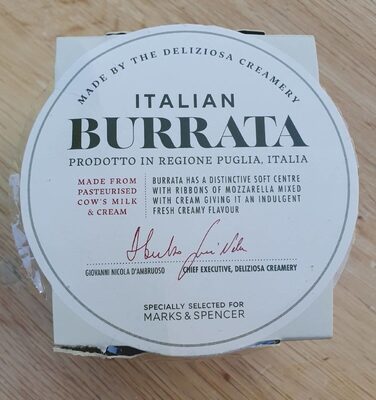 MADE BY THE DELIZIOSA CREAMERY
ITALIAN
BURRATA
PRODOTTO IN REGIONE PUGLIA, ITALIA
MADE FROM
PASTEURISED
COW'S MILK
& CREAM
BURRATA HAS A DISTINCTIVE SOFT CENTRE
WITH RIBBONS OF MOZZARELLA MIXED
WITH CREAM GIVING IT AN INDULGENT
FRESH CREAMY FLAVOUR
GIOVANNI NICOLA D'AMBRUOSO
CHIEF EXECUTIVE, DELIZIOSA CREAMERY
SPECIALLY SELECTED FOR
MARKS & SPENCER